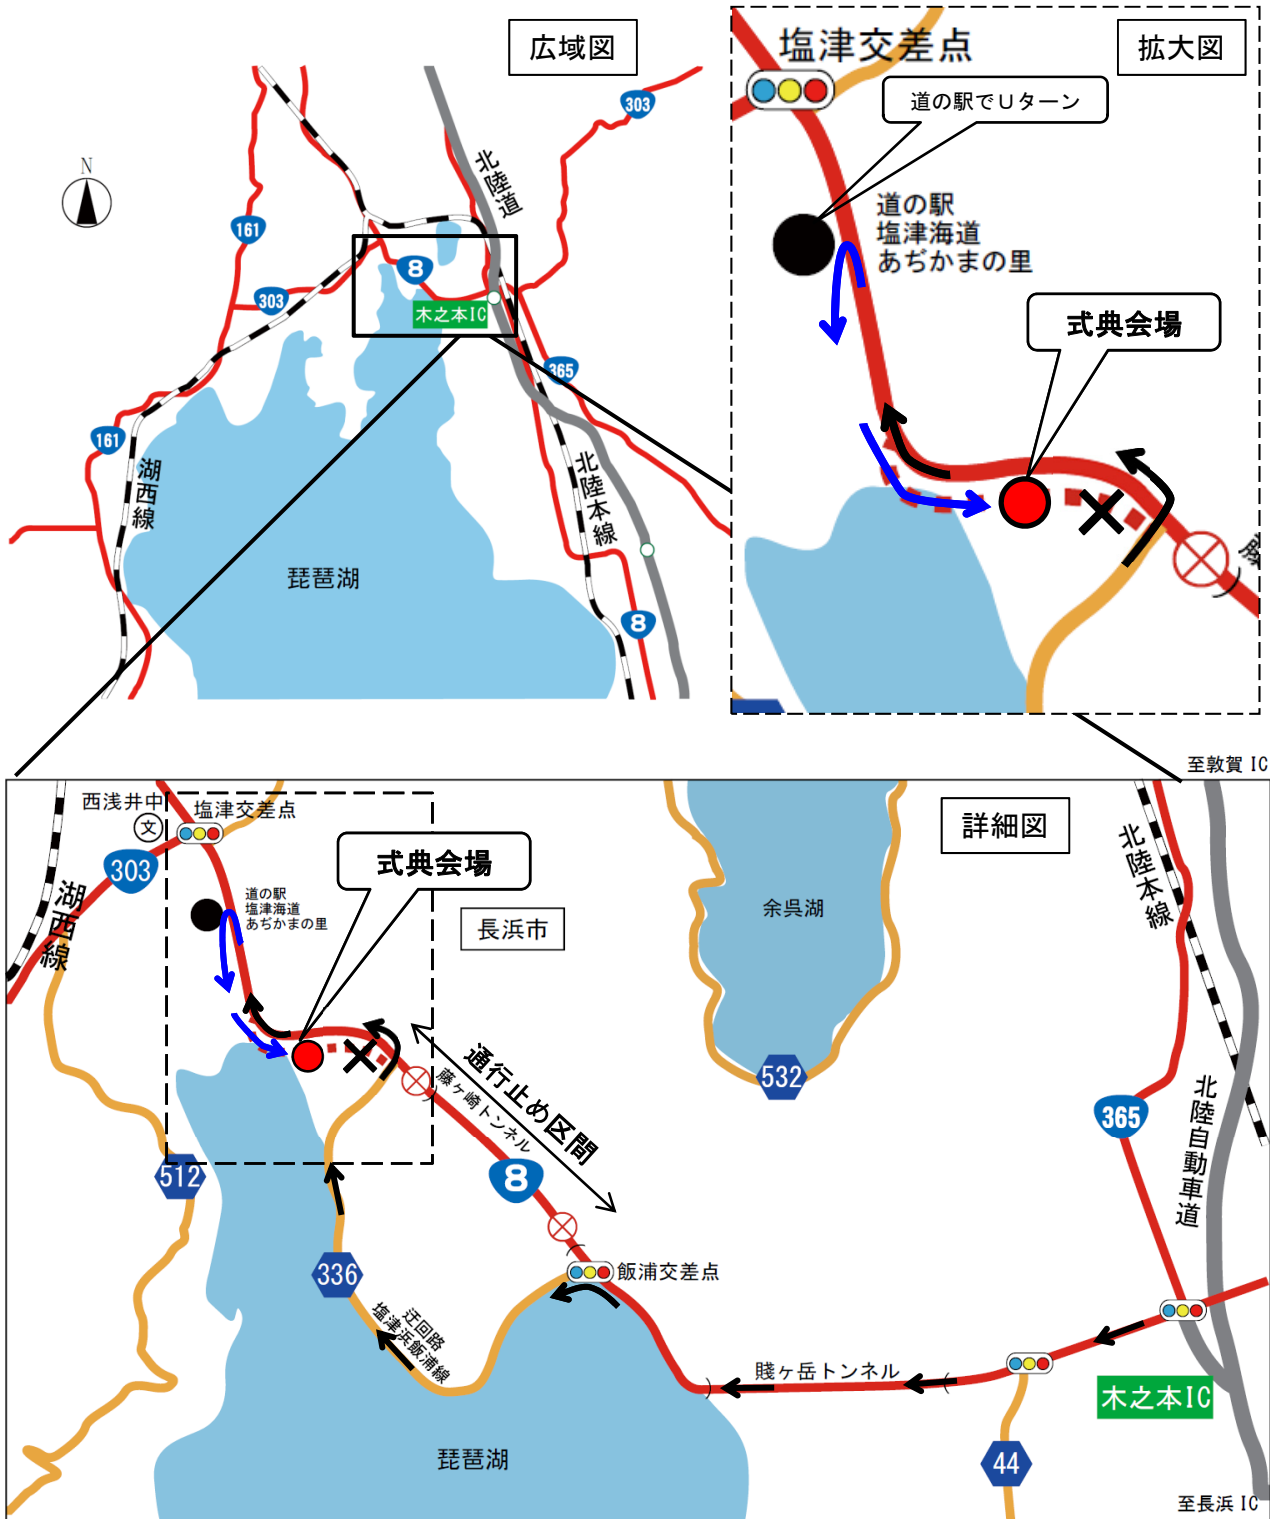 広域図
N
303
北陸道
161
8
303
木之本IC
365
161
湖西線
北陸本線
琵琶湖
8
拡大図
塩津交差点
道の駅でUターン
道の駅
塩津海道
あぢかまの里
式典会場
至敦賀 IC
詳細図
西浅井中
文
塩津交差点
303
湖西線
道の駅
塩津海道
あぢかまの里
式典会場
長浜市
余呉湖
北陸本線
通行止め区間
藤ヶ崎トンネル
532
365
北陸自動車道
512
8
336
飯浦交差点
迂回路
塩津浜飯浦線
賤ヶ岳トンネル
木之本IC
琵琶湖
44
至長浜 IC